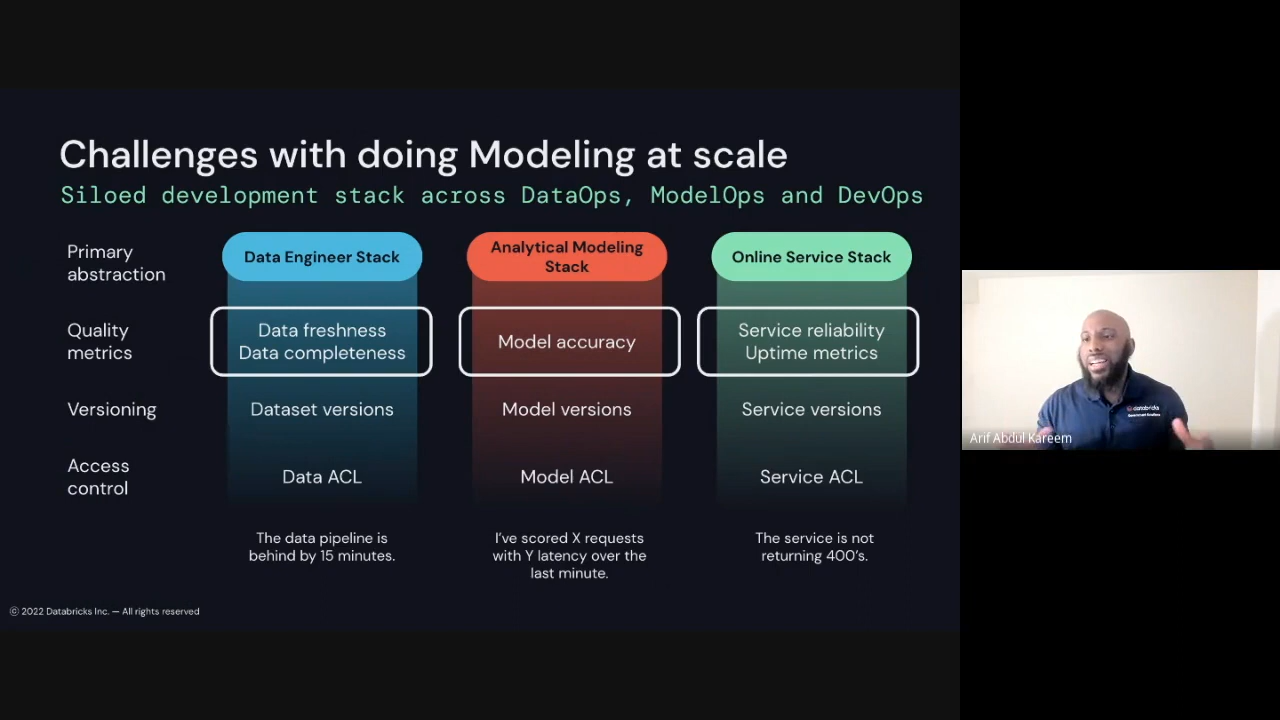 Challenges with doing Modeling at scale
Siloed development stack across DataOps, ModelOps and DevOps
Primary
abstraction
Data Engineer Stack
Analytical Modeling
Stack
Online Service Stack
Quality
metrics
Data freshness
Data completeness
Model accuracy
Service reliability
Uptime metrics
Versioning
Dataset versions
Model versions
Service versions
Access
control
Data ACL
Model ACL
Service ACL
The data pipeline is
behind by 15 minutes.
I've scored X requests
with Y latency over the
last minute.
The service is not
returning 400's.
© 2022 Databricks Inc. — All rights reserved
databricks
Government Solutions
Arif Abdul Kareem